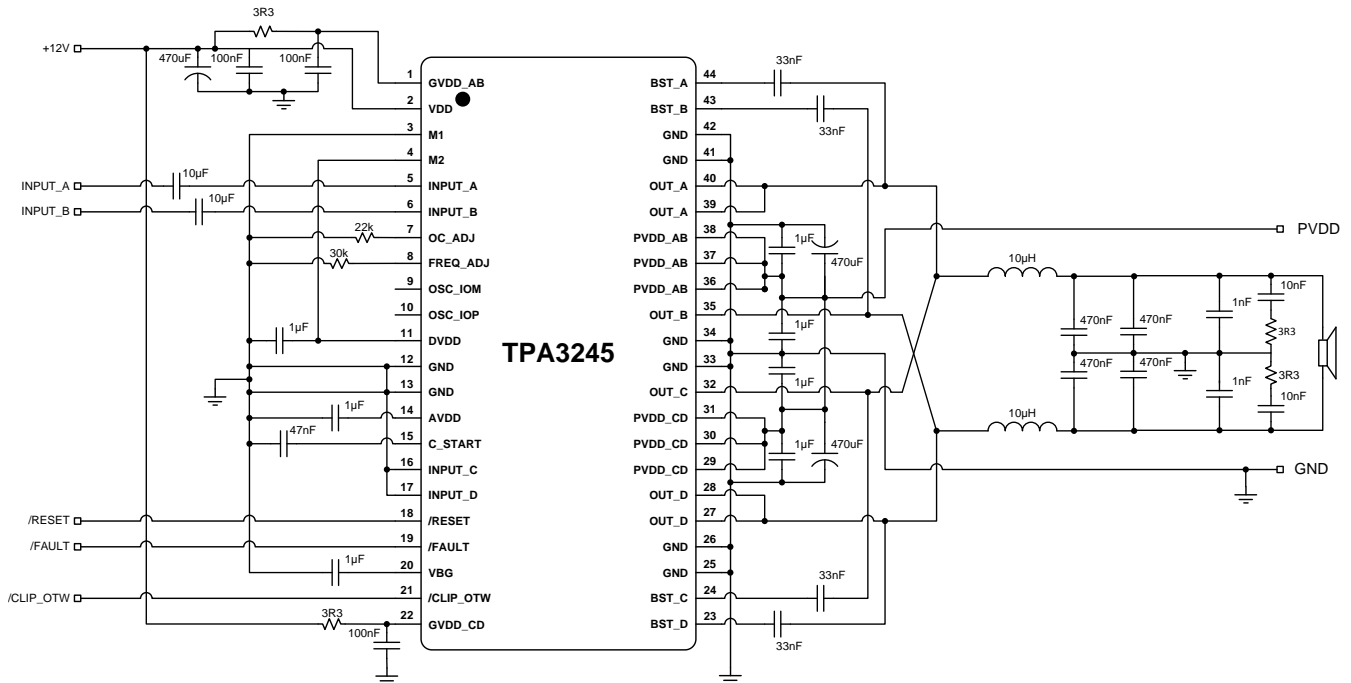 3R3
+12V
470uF
100nF
100nF
1
GVDD_AB
2
VDD
3
M1
4
M2
INPUT_A
10µF
5
INPUT_A
INPUT_B
10µF
6
INPUT_B
22k
7
OC_ADJ
30k
8
FREQ_ADJ
9
OSC_IOM
10
OSC_IOP
1µF
11
DVDD
12
GND
13
GND
1µF
14
AVDD
47nF
15
C_START
16
INPUT_C
17
INPUT_D
/RESET
18
/RESET
/FAULT
19
/FAULT
1µF
20
VBG
/CLIP_OTW
21
/CLIP_OTW
3R3
100nF
22
GVDD_CD
TPA3245
BST_A
44
33nF
BST_B
43
33nF
GND
42
GND
41
OUT_A
40
OUT_A
39
PVDD_AB
38
1µF
470uF
PVDD_AB
37
PVDD_AB
36
OUT_B
35
1µF
GND
34
GND
33
1µF
OUT_C
32
PVDD_CD
31
PVDD_CD
30
1µF
470uF
PVDD_CD
29
OUT_D
28
OUT_D
27
GND
26
GND
25
BST_C
24
33nF
BST_D
23
33nF
PVDD
10µH
470nF
470nF
1nF
10nF
3R3
470nF
470nF
1nF
3R3
10nF
10µH
GND